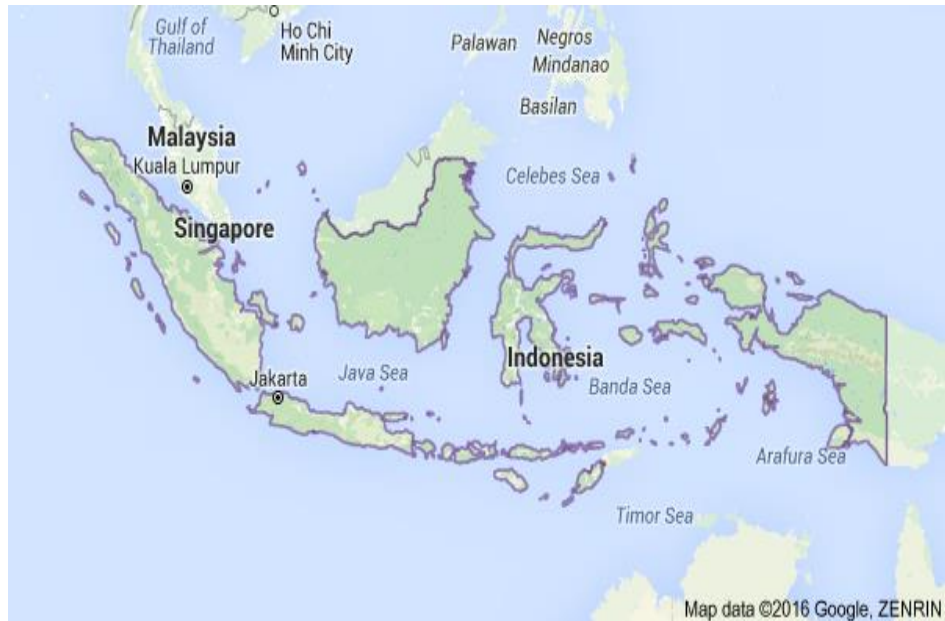 Gulf of
Thailand
Ho Chi
Minh City
Palawan
Negros
Mindanao
Basilan
Malaysia
Kuala Lumpur
Celebes Sea
Singapore
Indonesia
Jakarta
Java Sea
Banda Sea
Arafura Sea
Timor Sea
Map data ©2016 Google, ZENRIN